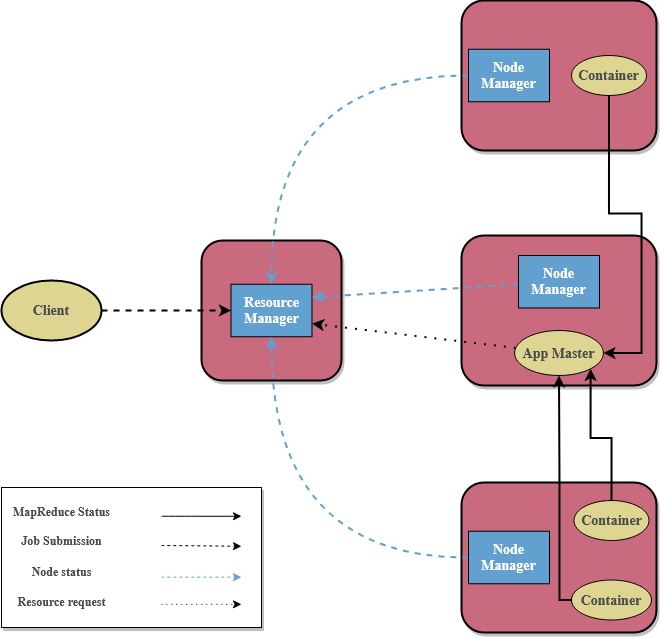 Node
Manager
Container
Node
Manager
Resource
Manager
Client
App Master
MapReduce Status
Job Submission
Node status
Resource request
Container
Node
Manager
Container